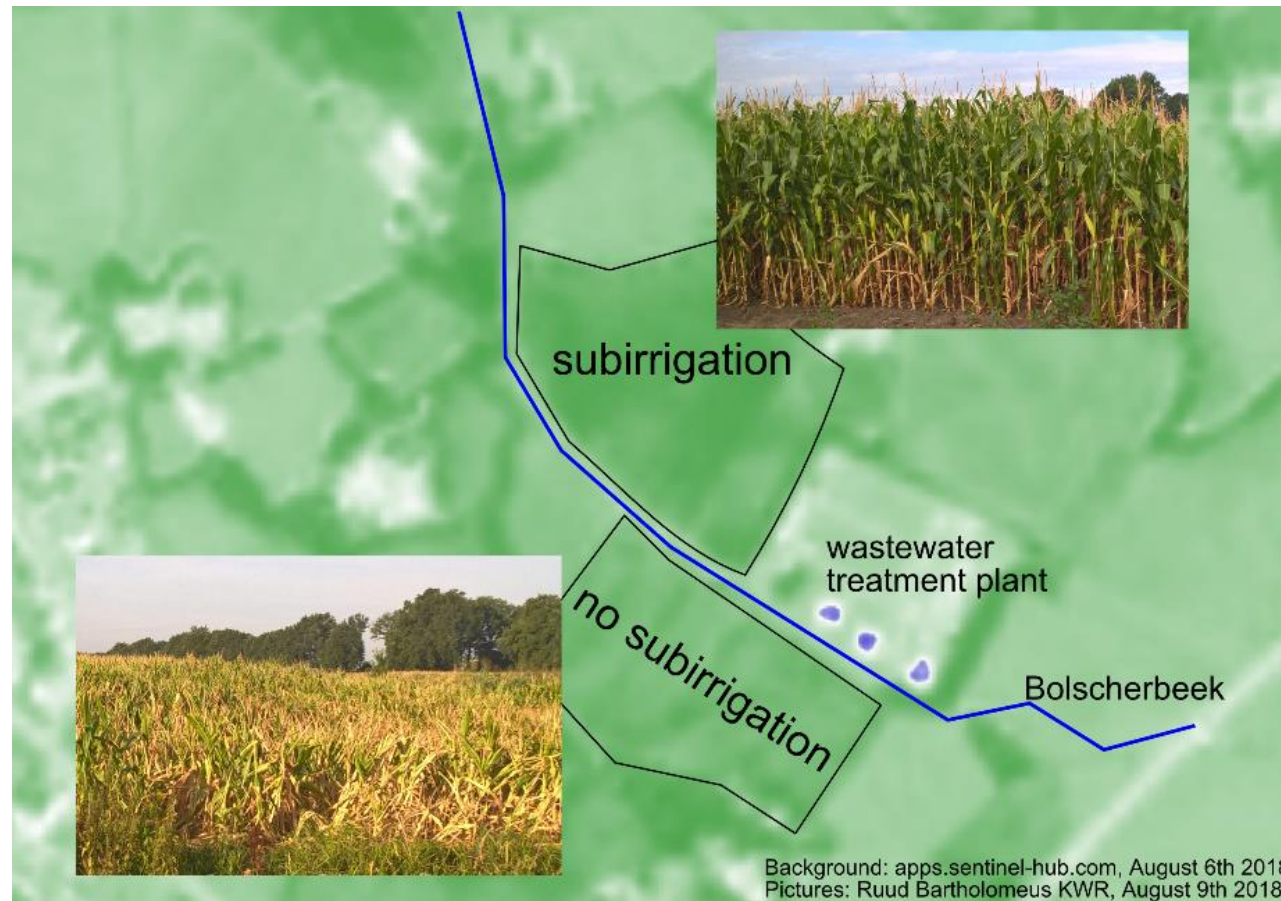 subirrigation
wastewater
treatment plant
no subirrigation
Bolscherbeek
Background: apps.sentinel-hub.com, August 6th 2018
Pictures: Ruud Bartholomeus KWR, August 9th 2018